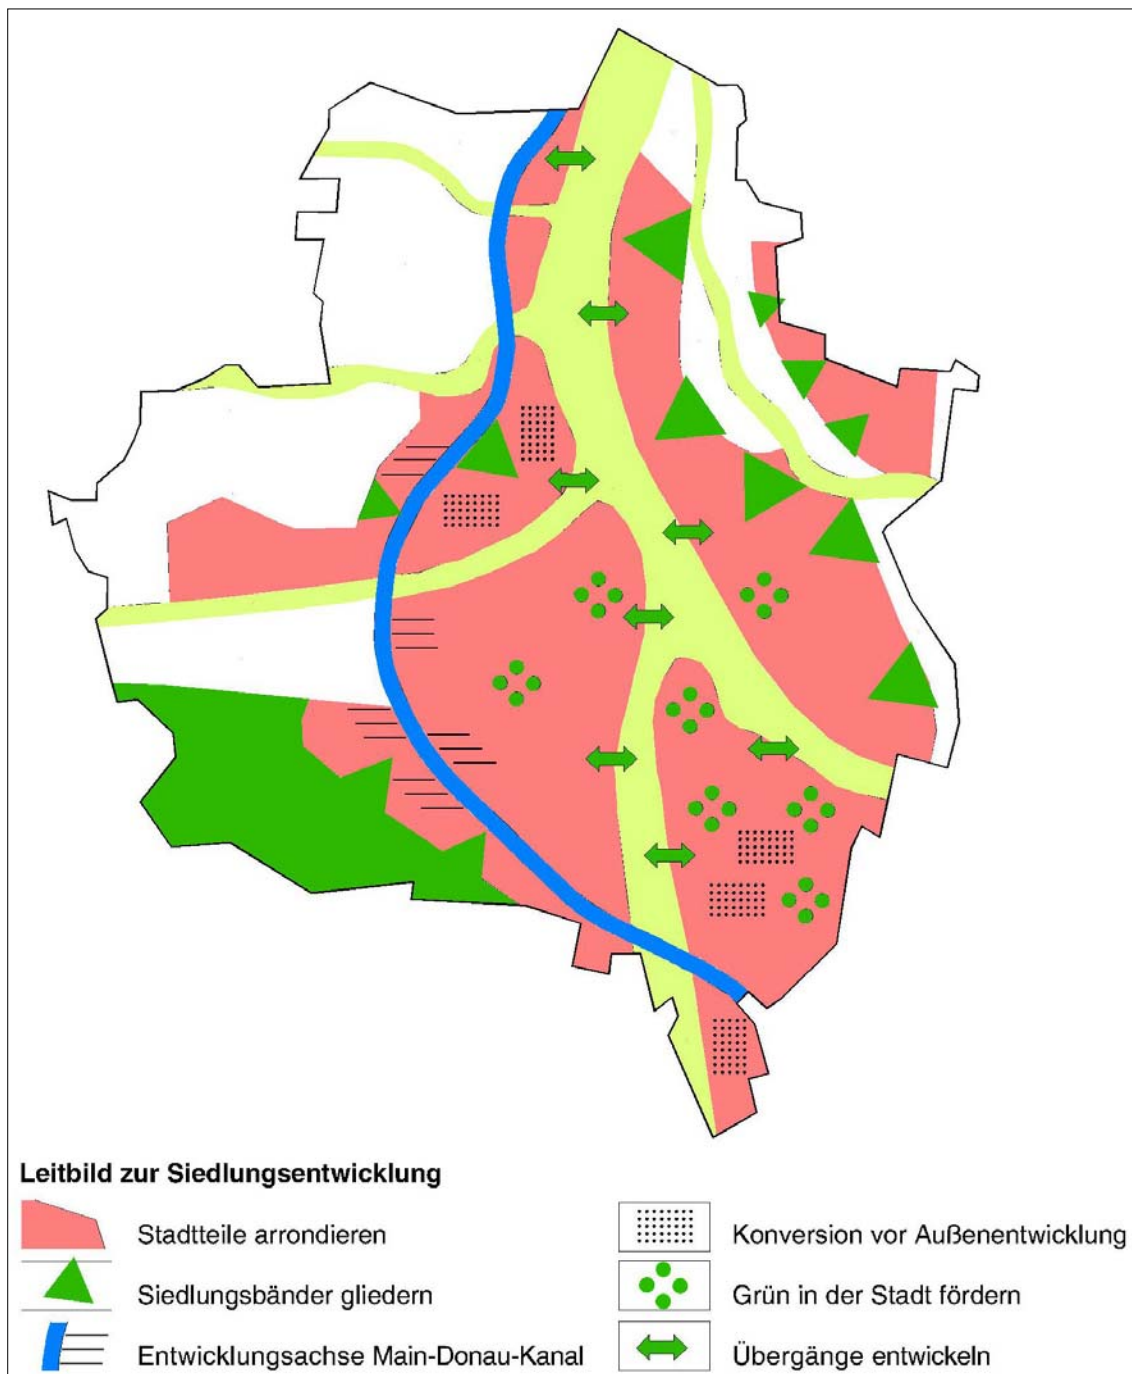 Leitbild zur Siedlungsentwicklung
Stadtteile arrondieren
Siedlungsbänder gliedern
Entwicklungsachse Main-Donau-Kanal
Konversion vor Außenentwicklung
Grün in der Stadt fördern
Übergänge entwickeln